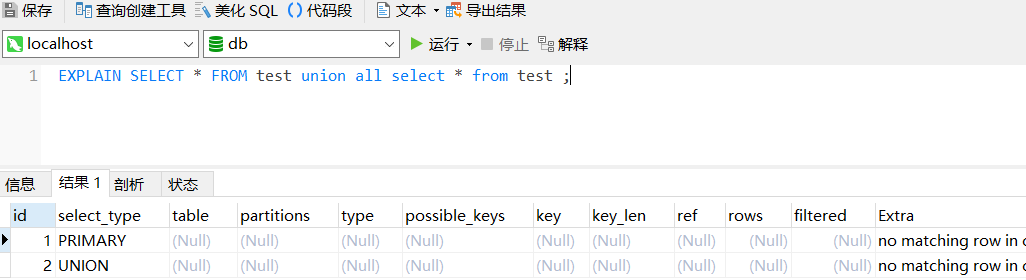 保存 查询创建工具 美化 SQL () 代码段 文本 导出结果
localhost db 运行 停止 解释
1 EXPLAIN SELECT * FROM test union all select * from test ;
信息 结果 1 剖析 状态
id select_type table partitions type possible_keys key key_len ref rows filtered Extra
1 PRIMARY (Null) (Null) (Null) (Null) (Null) (Null) (Null) (Null) (Null) no matching row in c
2 UNION (Null) (Null) (Null) (Null) (Null) (Null) (Null) (Null) (Null) no matching row in c